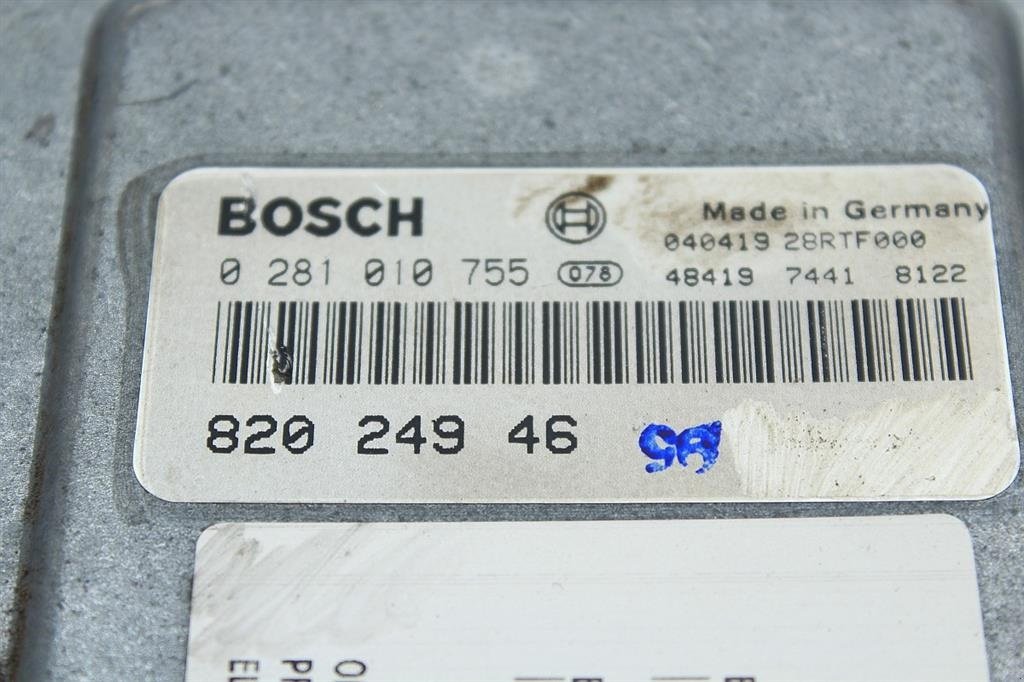 BOSCH
Made in Germany
040419 28RTF000
0 281 010 755 078 48419 7441 8122
820 249 46